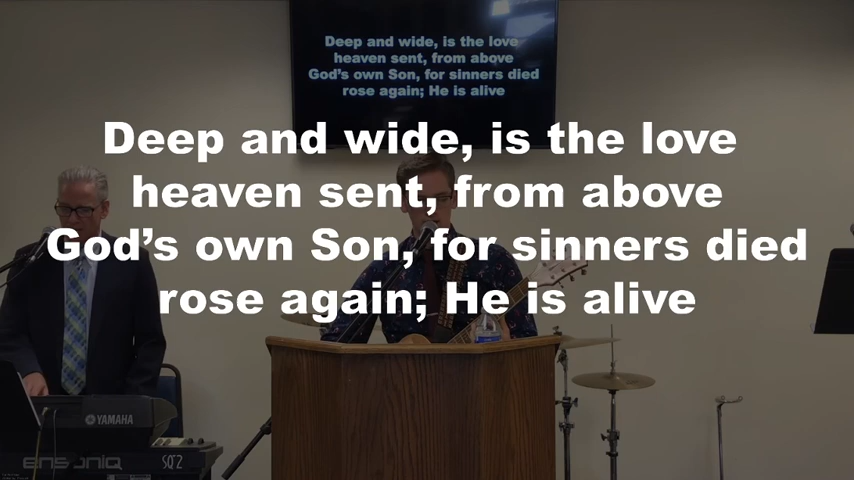 Deep and wide, is the love
heaven sent, from above
God's own Son, for sinners died
rose again; He is alive
Deep and wide, is the love
heaven sent, from above
God’s own Son, for sinners died
rose again; He is alive
YAMAHA
ensoniq
SQ-2